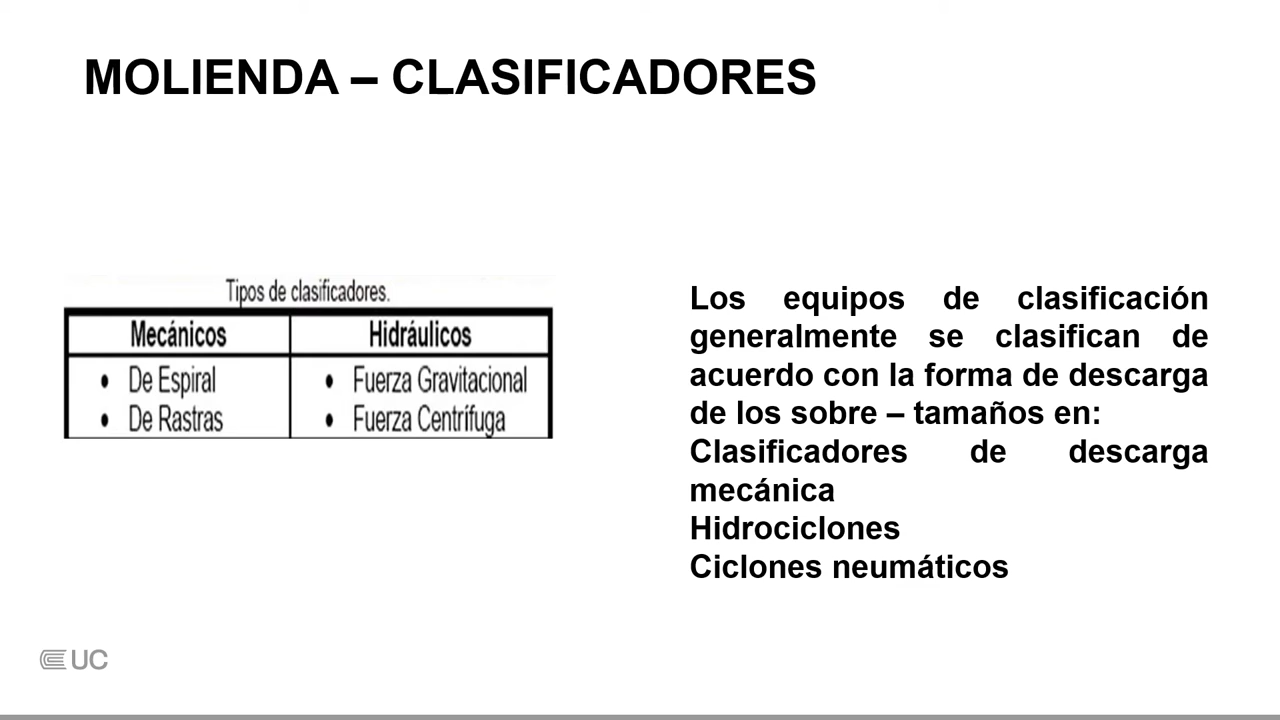 MOLIENDA – CLASIFICADORES
Tipos de clasificadores.
Mecánicos Hidráulicos
• De Espiral • Fuerza Gravitacional
• De Rastras • Fuerza Centrífuga
Los equipos de clasificación
generalmente se clasifican de
acuerdo con la forma de descarga
de los sobre – tamaños en:
Clasificadores de descarga
mecánica
Hidrociclones
Ciclones neumáticos
UC